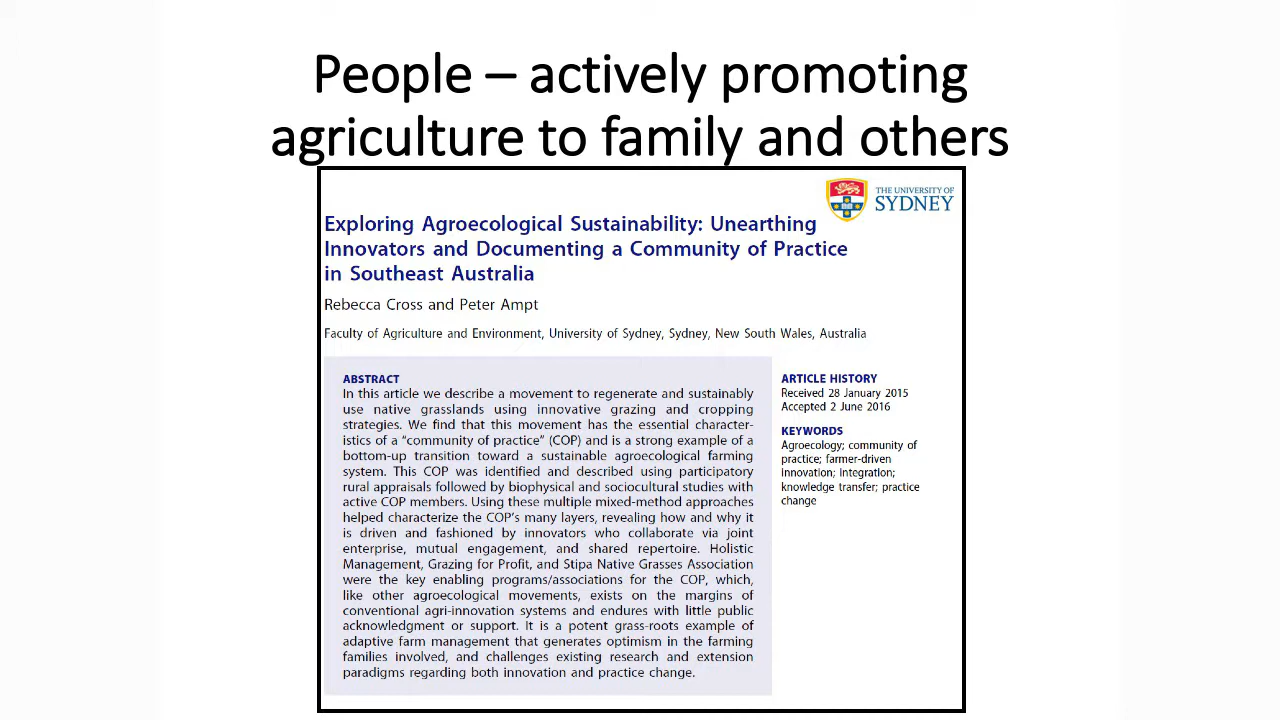 People – actively promoting
agriculture to family and others
THE UNIVERSITY OF
SYDNEY
Exploring Agroecological Sustainability: Unearthing
Innovators and Documenting a Community of Practice
in Southeast Australia
Rebecca Cross and Peter Ampt
Faculty of Agriculture and Environment, University of Sydney, Sydney, New South Wales, Australia
ABSTRACT
In this article we describe a movement to regenerate and sustainably
use native grasslands using innovative grazing and cropping
strategies. We find that this movement has the essential character-
istics of a “community of practice” (COP) and is a strong example of a
bottom-up transition toward a sustainable agroecological farming
system. This COP was identified and described using participatory
rural appraisals followed by biophysical and sociocultural studies with
active COP members. Using these multiple mixed-method approaches
helped characterize the COP’s many layers, revealing how and why it
is driven and fashioned by innovators who collaborate via joint
enterprise, mutual engagement, and shared repertoire. Holistic
Management, Grazing for Profit, and Stipa Native Grasses Association
were the key enabling programs/associations for the COP, which,
like other agroecological movements, exists on the margins of
conventional agri-innovation systems and endures with little public
acknowledgment or support. It is a potent grass-roots example of
adaptive farm management that generates optimism in the farming
families involved, and challenges existing research and extension
paradigms regarding both innovation and practice change.
ARTICLE HISTORY
Received 28 January 2015
Accepted 2 June 2016
KEYWORDS
Agroecology; community of
practice; farmer-driven
innovation; integration;
knowledge transfer; practice
change